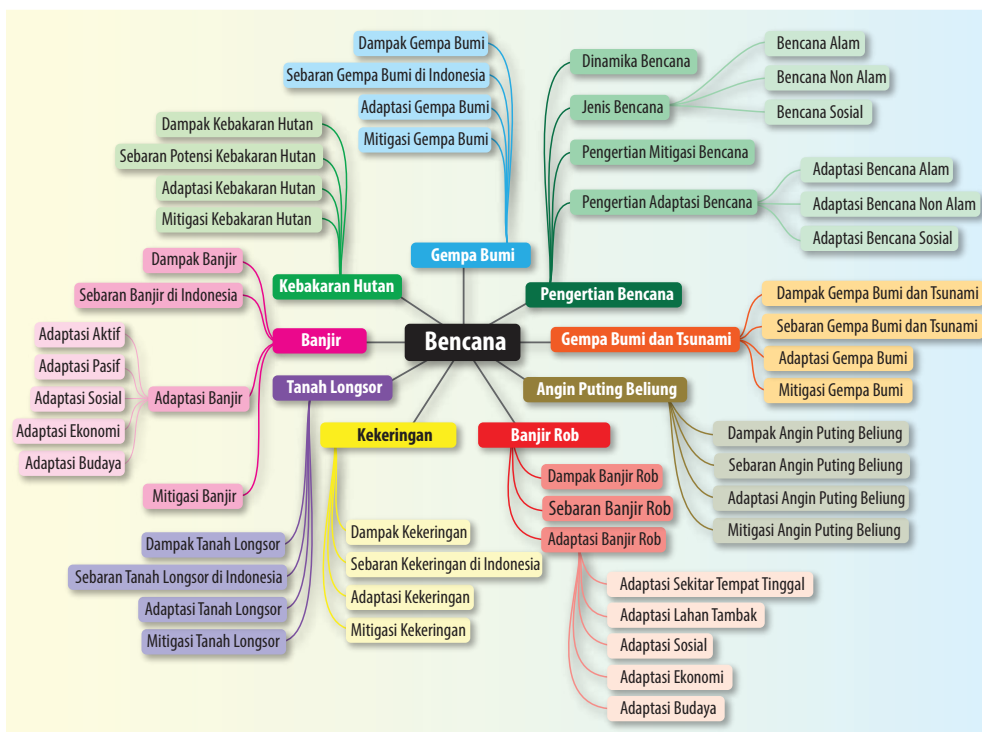 Bencana
Gempa Bumi
Dampak Gempa Bumi
Sebaran Gempa Bumi di Indonesia
Adaptasi Gempa Bumi
Mitigasi Gempa Bumi
Pengertian Bencana
Dinamika Bencana
Jenis Bencana
Bencana Alam
Bencana Non Alam
Bencana Sosial
Pengertian Mitigasi Bencana
Pengertian Adaptasi Bencana
Adaptasi Bencana Alam
Adaptasi Bencana Non Alam
Adaptasi Bencana Sosial
Gempa Bumi dan Tsunami
Dampak Gempa Bumi dan Tsunami
Sebaran Gempa Bumi dan Tsunami
Adaptasi Gempa Bumi
Mitigasi Gempa Bumi
Angin Puting Beliung
Dampak Angin Puting Beliung
Sebaran Angin Puting Beliung
Adaptasi Angin Puting Beliung
Mitigasi Angin Puting Beliung
Banjir Rob
Dampak Banjir Rob
Sebaran Banjir Rob
Adaptasi Banjir Rob
Adaptasi Sekitar Tempat Tinggal
Adaptasi Lahan Tambak
Adaptasi Sosial
Adaptasi Ekonomi
Adaptasi Budaya
Kekeringan
Dampak Kekeringan
Sebaran Kekeringan di Indonesia
Adaptasi Kekeringan
Mitigasi Kekeringan
Tanah Longsor
Dampak Tanah Longsor
Sebaran Tanah Longsor di Indonesia
Adaptasi Tanah Longsor
Mitigasi Tanah Longsor
Banjir
Dampak Banjir
Sebaran Banjir di Indonesia
Adaptasi Banjir
Adaptasi Aktif
Adaptasi Pasif
Adaptasi Sosial
Adaptasi Ekonomi
Adaptasi Budaya
Mitigasi Banjir
Kebakaran Hutan
Dampak Kebakaran Hutan
Sebaran Potensi Kebakaran Hutan
Adaptasi Kebakaran Hutan
Mitigasi Kebakaran Hutan